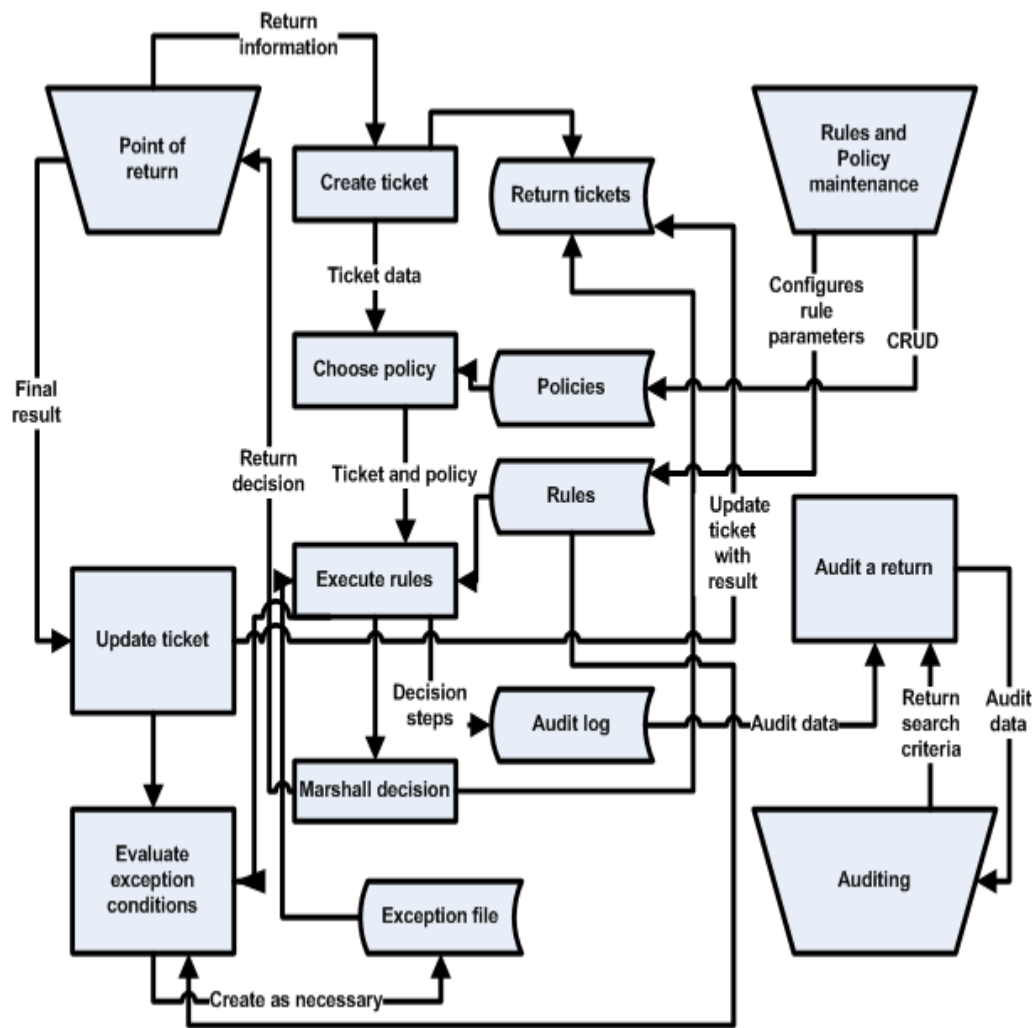 Return
information
Point of
return
Create ticket
Return tickets
Rules and
Policy
maintenance
Ticket data
Configures
rule
parameters
CRUD
Choose policy
Policies
Final
result
Return
decision
Ticket and policy
Rules
Update
ticket
with
result
Execute rules
Audit a return
Update ticket
Decision
steps
Audit log
Audit data
Return
search
criteria
Audit
data
Marshall decision
Evaluate
exception
conditions
Exception file
Auditing
Create as necessary